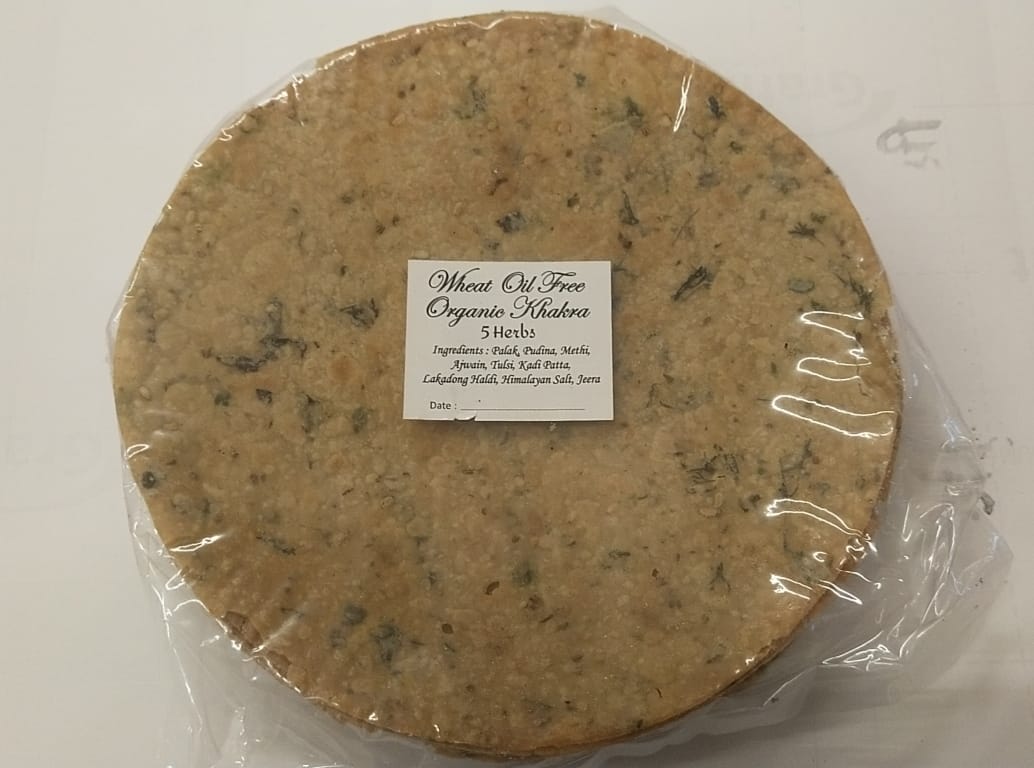 Wheat Oil Free
Organic Khakra
5 Herbs
Ingredients : Palak, Pudina, Methi,
Ajwain, Tulsi, Kadi Patta,
Lakadong Haldi, Himalayan Salt, Jeera
Date :